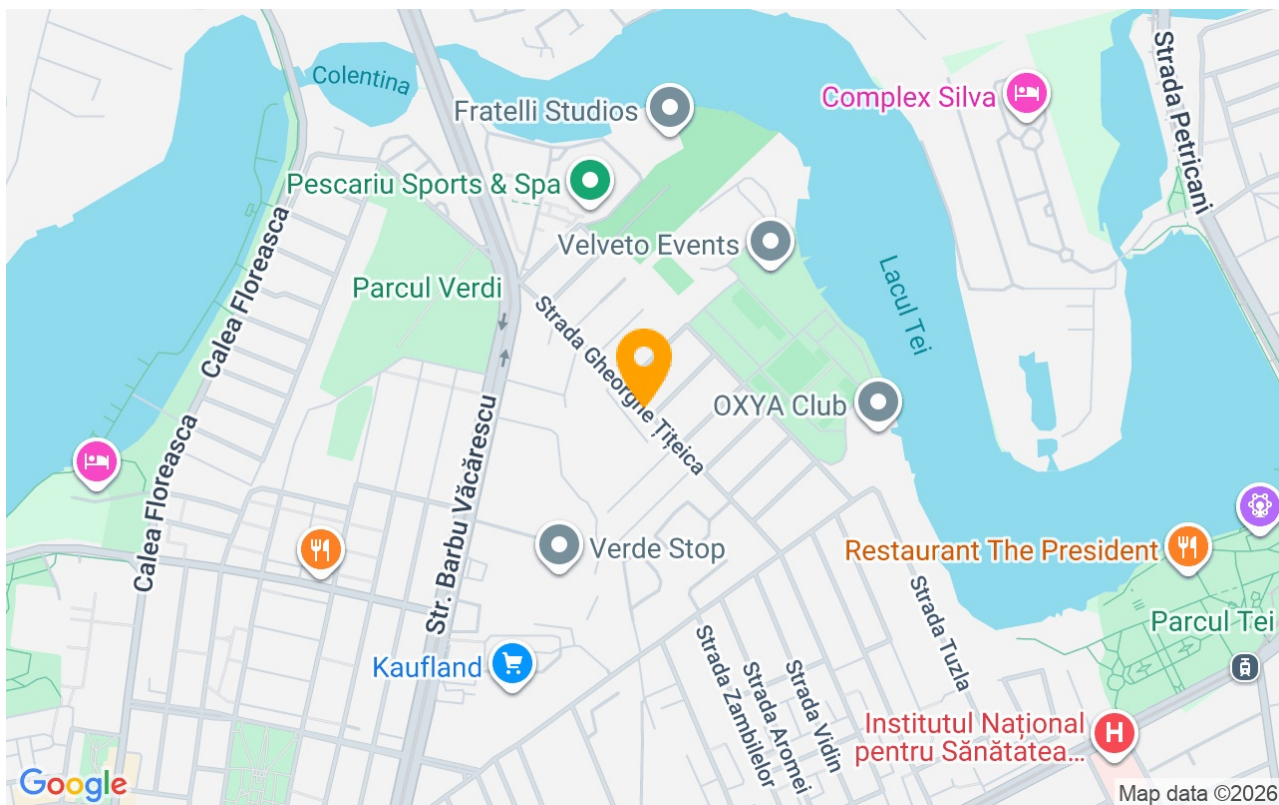 Colentina
Fratelli Studios
Complex Silva
Strada Petricani
Pescariu Sports & Spa
Calea Floreasca
Velveto Events
Parcul Verdi
Lacul Tei
Strada Gheorghe Țițeica
OXYA Club
Calea Floreasca
Str. Barbu Văcărescu
Verde Stop
Restaurant The President
Parcul Tei
Strada Tuzla
Kaufland
Strada Zambilelor
Strada Aromei
Strada Vidin
Institutul Național
pentru Sănătatea...
H
Google
Map data ©2026